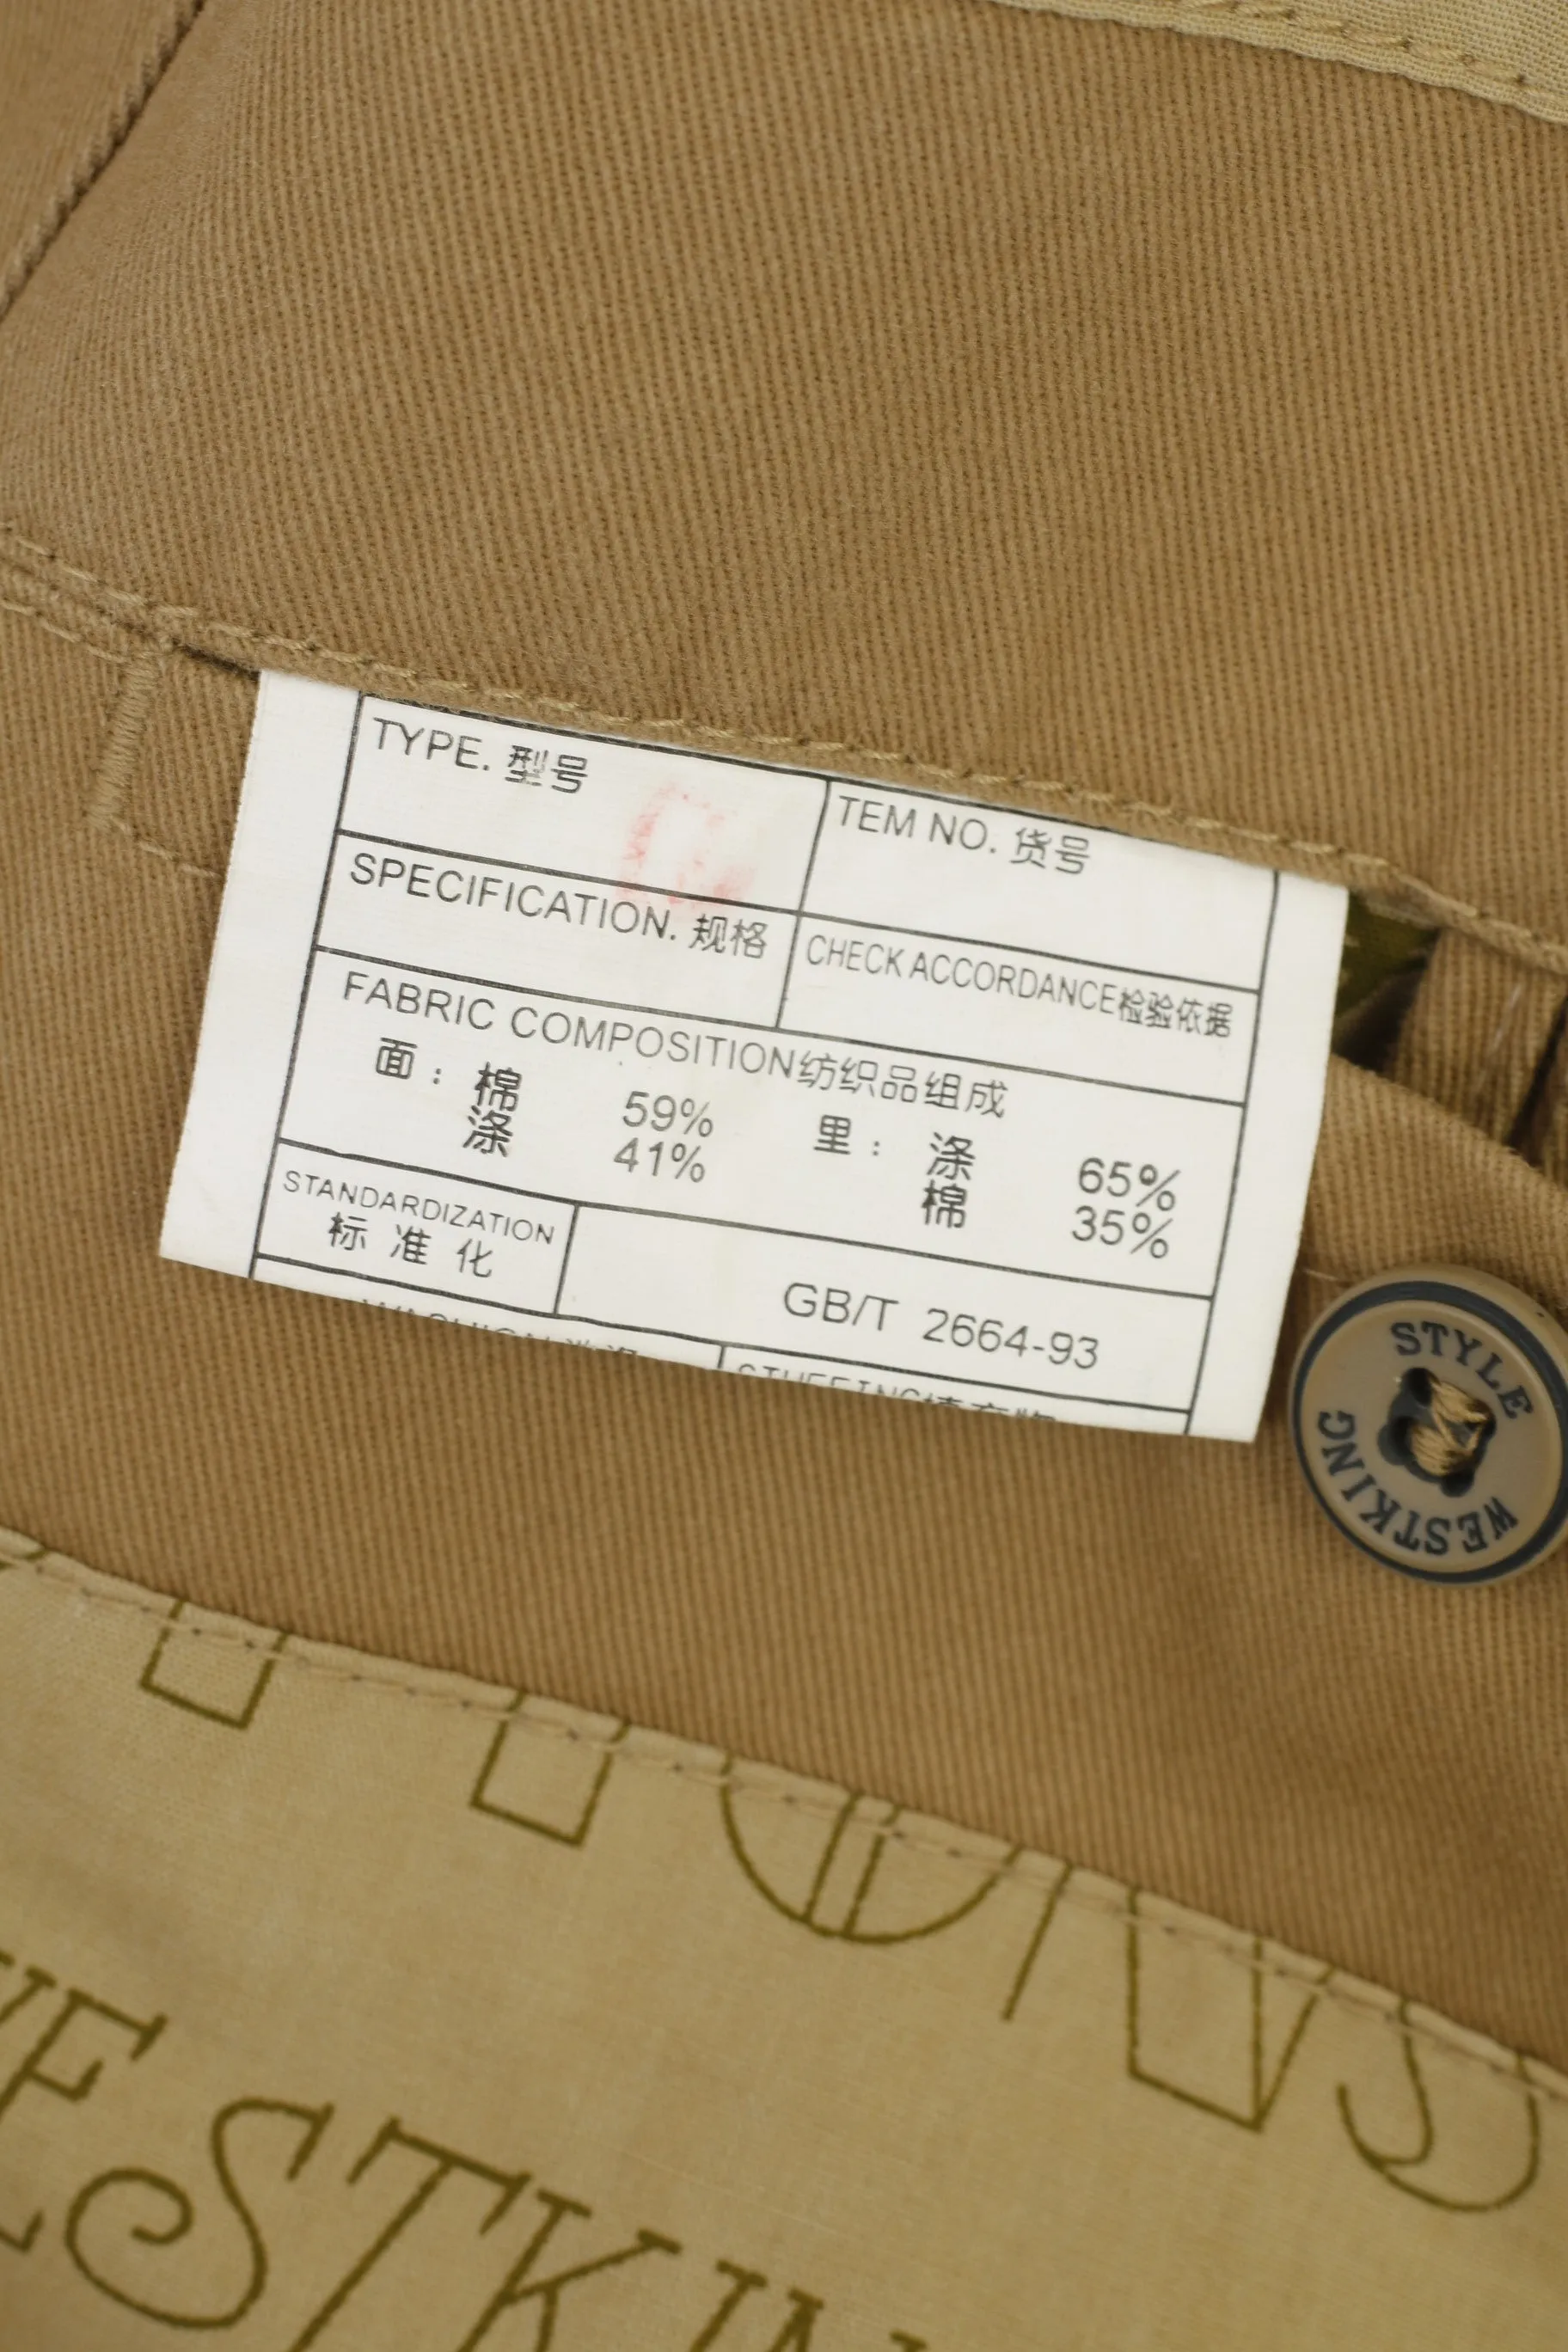 TYPE. 型号
TEM NO. 货号
SPECIFICATION. 规格
CHECK ACCORDANCE检验依据
FABRIC COMPOSITION纺织品组成
面： 棉 59% 里： 涤 65%
涤 41% 棉 35%
STANDARDIZATION
标 准 化
GB/T 2664-93
STYLE
WESTKING
WESTKIN